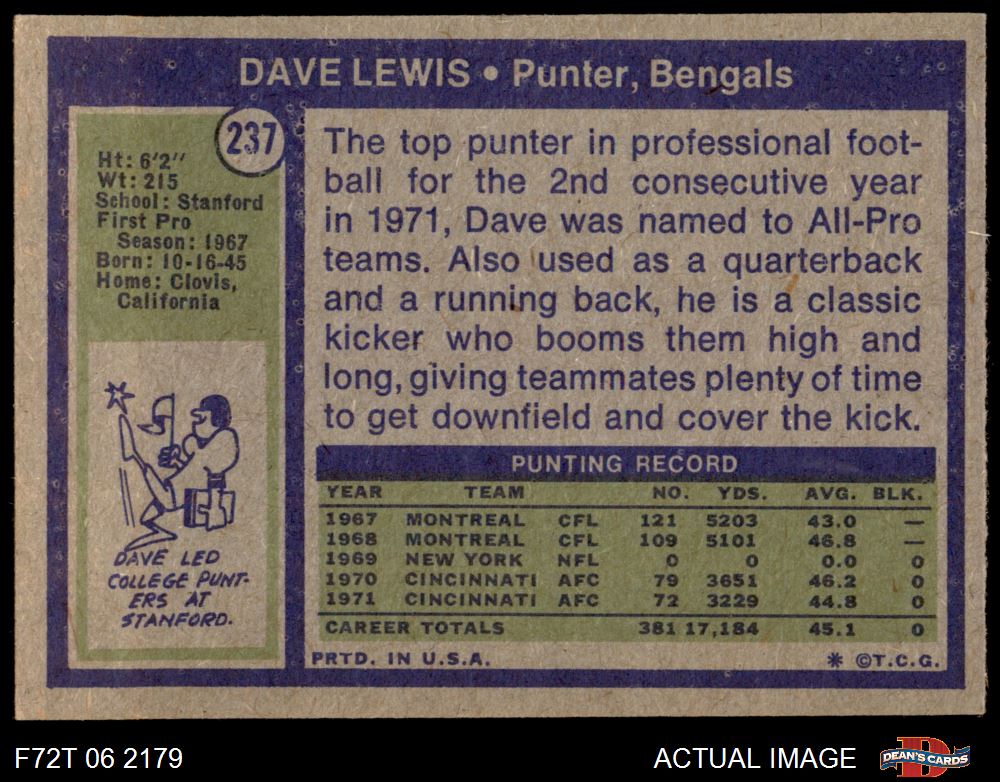 DAVE LEWIS • Punter, Bengals
237
Ht: 6'2''
Wt: 215
School: Stanford
First Pro
Season: 1967
Born: 10-16-45
Home: Clovis,
California
DAVE LED
COLLEGE PUNT-
ERS AT
STANFORD.
The top punter in professional foot-
ball for the 2nd consecutive year
in 1971, Dave was named to All-Pro
teams. Also used as a quarterback
and a running back, he is a classic
kicker who booms them high and
long, giving teammates plenty of time
to get downfield and cover the kick.
PUNTING RECORD
YEAR TEAM NO. YDS. AVG. BLK.
1967 MONTREAL CFL 121 5203 43.0 —
1968 MONTREAL CFL 109 5101 46.8 —
1969 NEW YORK NFL 0 0 0.0 0
1970 CINCINNATI AFC 79 3651 46.2 0
1971 CINCINNATI AFC 72 3229 44.8 0
CAREER TOTALS 381 17,184 45.1 0
PRTD. IN U.S.A. * ©T.C.G.
F72T 06 2179 ACTUAL IMAGE DEAN'S CARDS